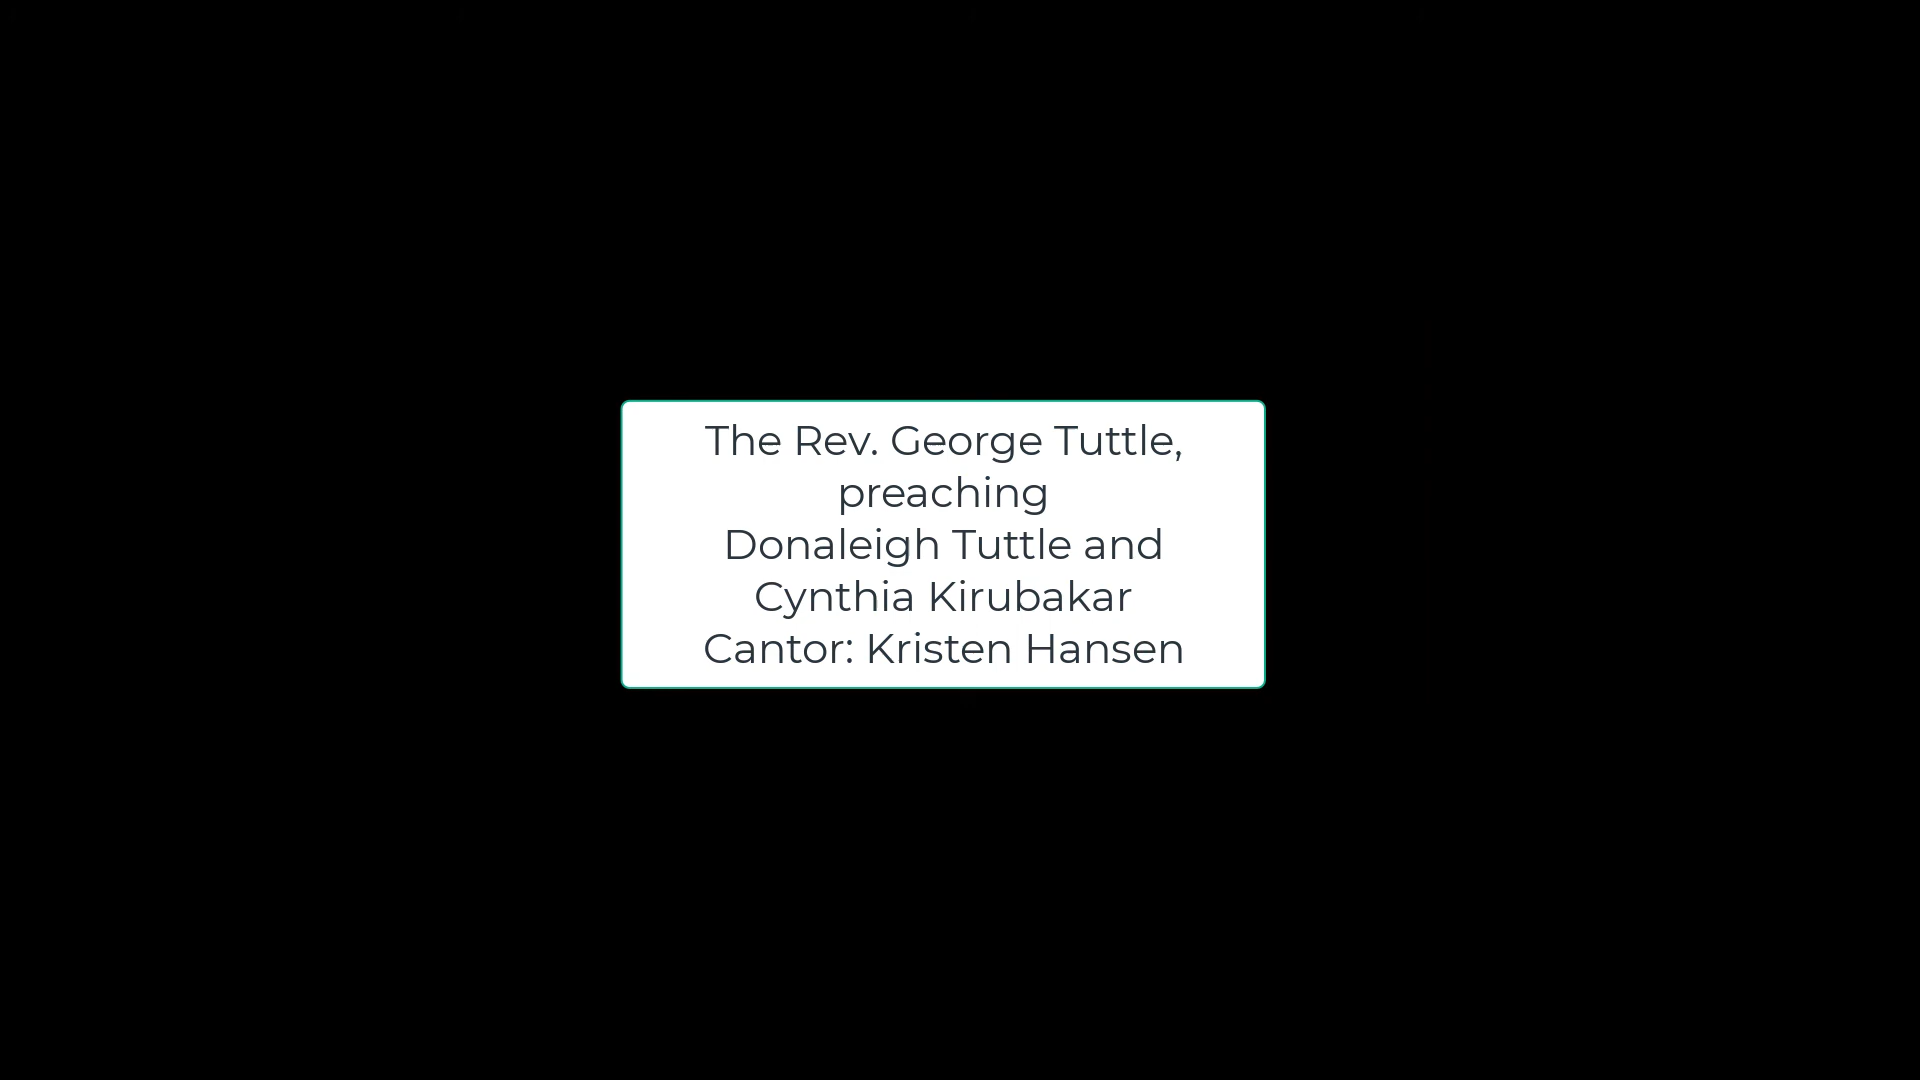 The Rev. George Tuttle,
preaching
Donaleigh Tuttle and
Cynthia Kirubakar
Cantor: Kristen Hansen